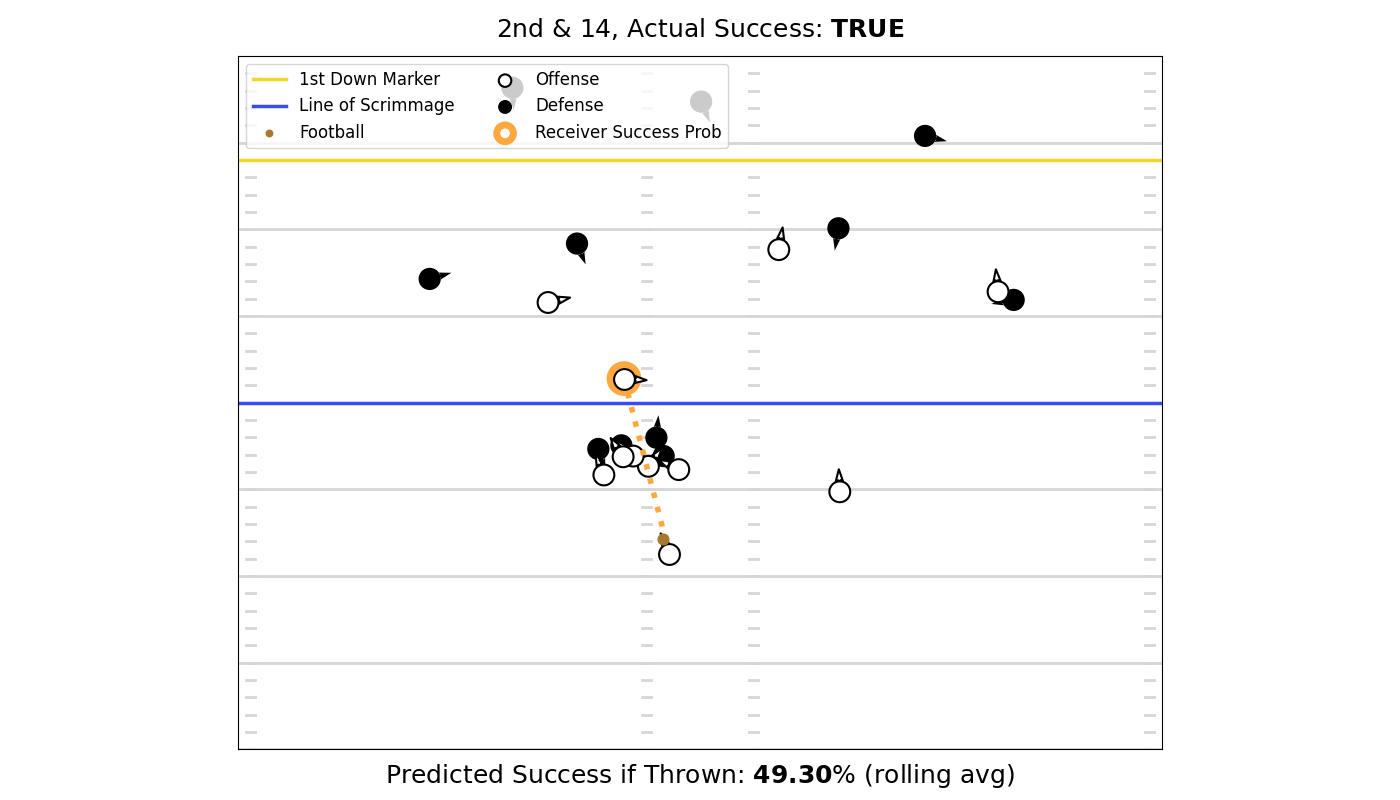 2nd & 14, Actual Success: TRUE
1st Down Marker
Line of Scrimmage
Football
Offense
Defense
Receiver Success Prob
Predicted Success if Thrown: 49.30% (rolling avg)